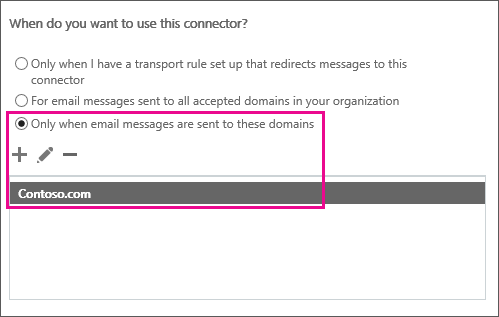 When do you want to use this connector?
Only when I have a transport rule set up that redirects messages to this
connector
For email messages sent to all accepted domains in your organization
Only when email messages are sent to these domains
Contoso.com